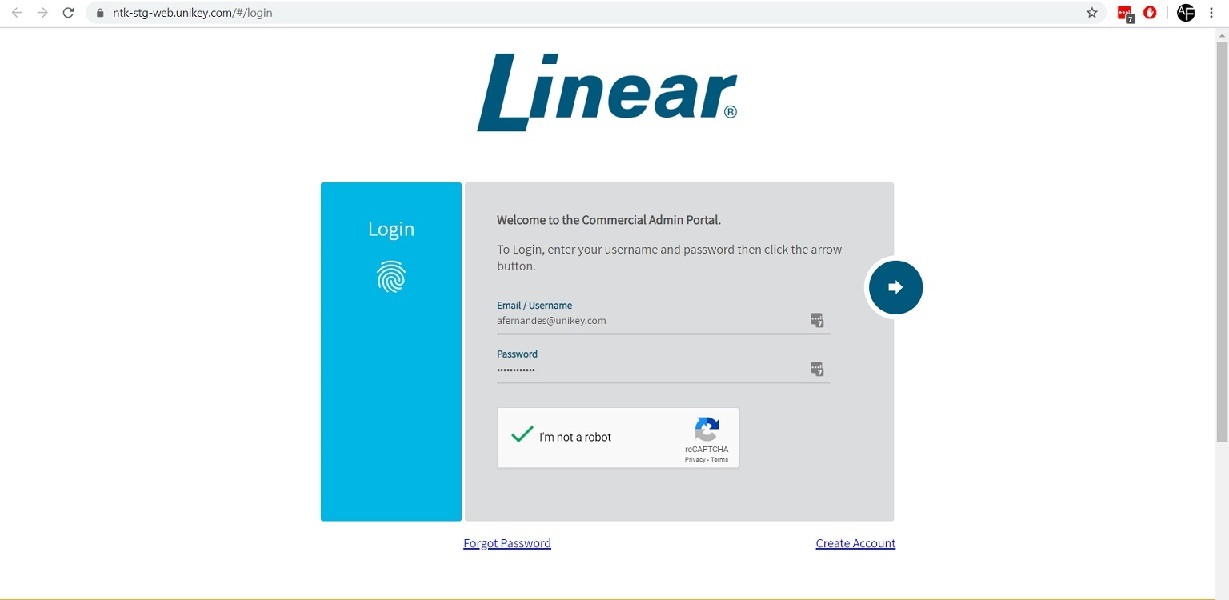 ntk-stg-web.unikey.com/#/login
7
AF
Linear®
Login
Welcome to the Commercial Admin Portal.
To Login, enter your username and password then click the arrow
button.
Email / Username
afernandes@unikey.com
Password
I'm not a robot
reCAPTCHA
Privacy - Terms
Forgot Password
Create Account